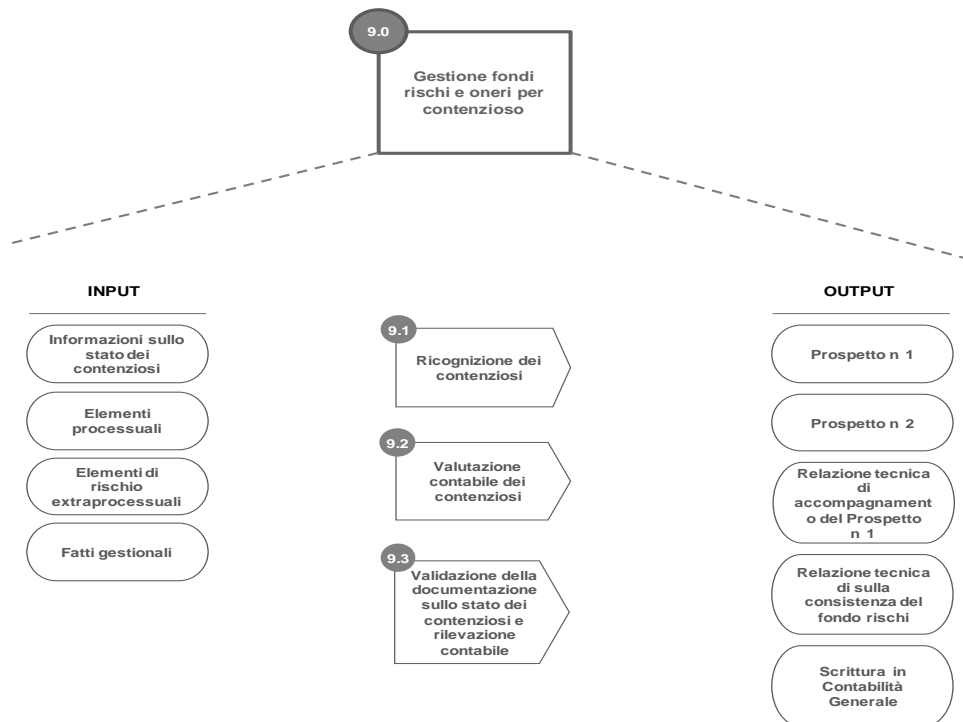 9.0
Gestione fondi
rischi e oneri per
contenzioso
INPUT
Informazioni sullo
stato dei
contenziosi
Elementi
processuali
Elementi di
rischio
extraprocessuali
Fatti gestionali
9.1
Ricognizione dei
contenziosi
9.2
Valutazione
contabile dei
contenziosi
9.3
Validazione della
documentazione
sullo stato dei
contenziosi e
rilevazione
contabile
OUTPUT
Prospetto n 1
Prospetto n 2
Relazione tecnica
di
accompagnament
o del Prospetto
n 1
Relazione tecnica
di sulla
consistenza del
fondo rischi
Scrittura in
Contabilità
Generale